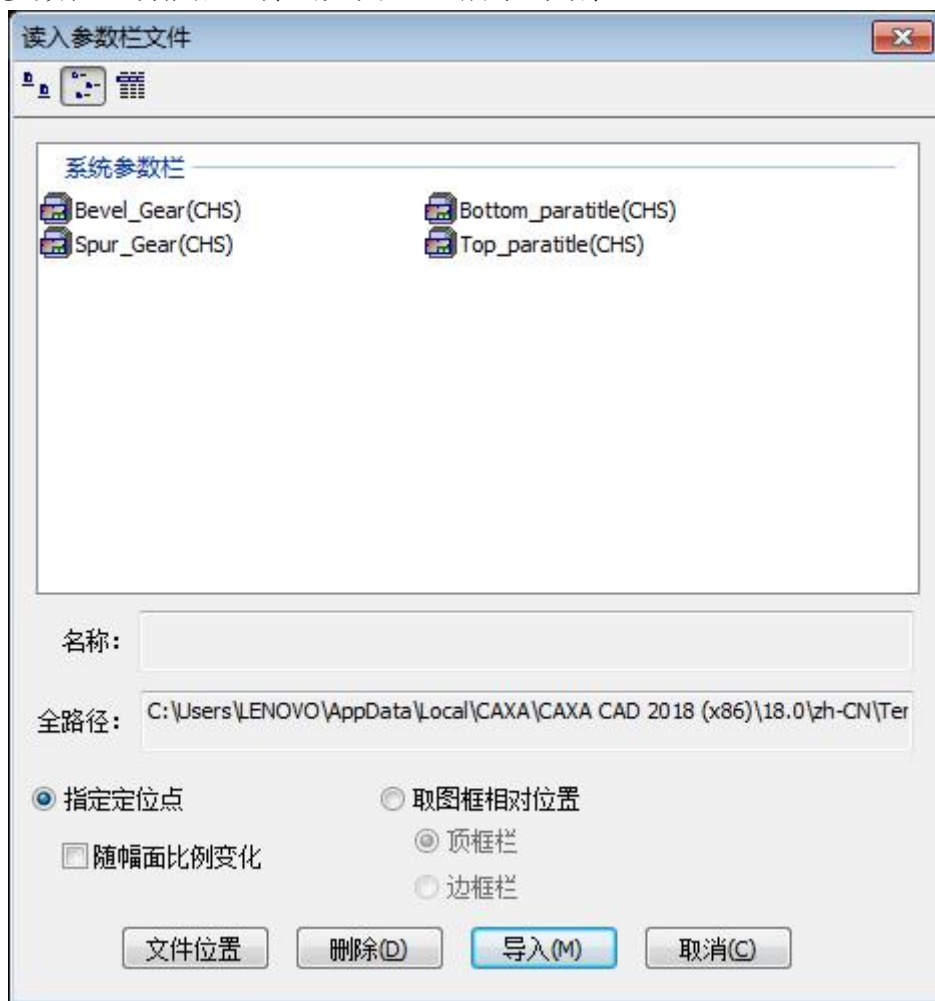 读入参数栏文件
系统参数栏
Bevel_Gear(CHS)
Bottom_paratitle(CHS)
Spur_Gear(CHS)
Top_paratitle(CHS)
名称:
全路径: C:\Users\LENOVO\AppData\Local\CAXA\CAXA CAD 2018 (x86)\18.0\zh-CN\Ter
指定定位点
取图框相对位置
随幅面比例变化
顶框栏
边框栏
文件位置
删除(D)
导入(M)
取消(C)